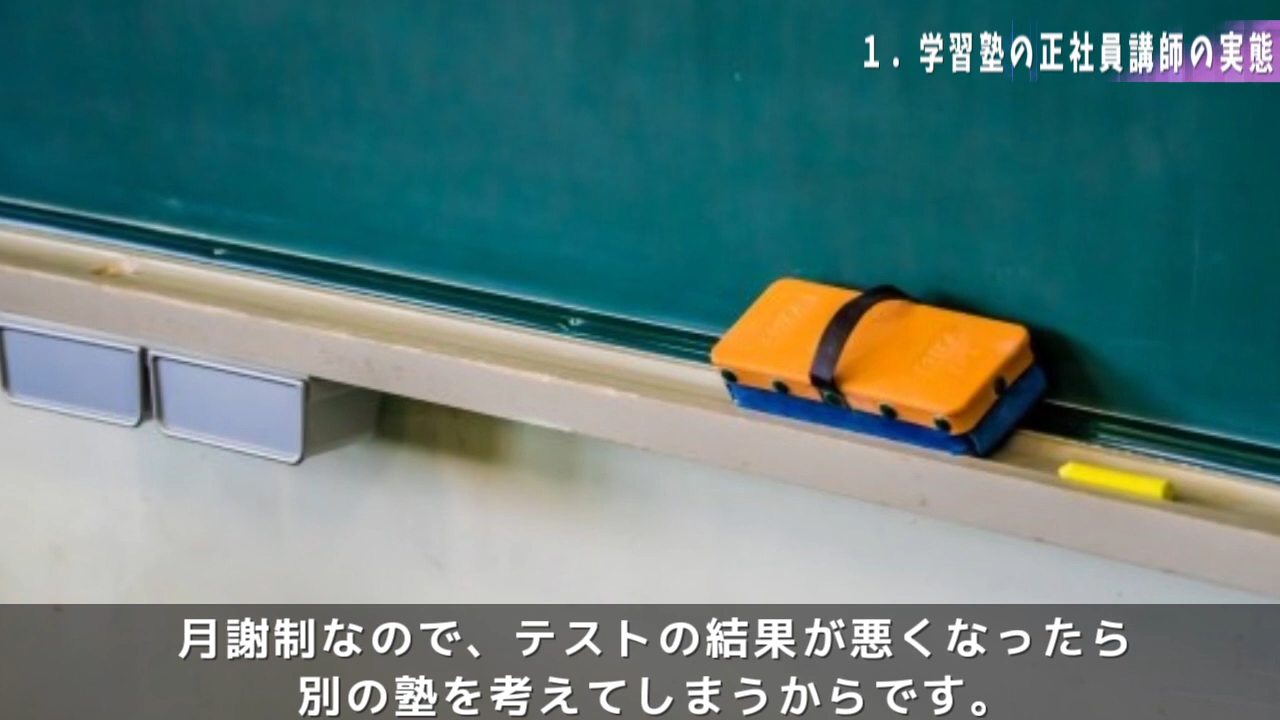 １．学習塾の正社員講師の実態
月謝制なので、テストの結果が悪くなったら
別の塾を考えてしまうからです。